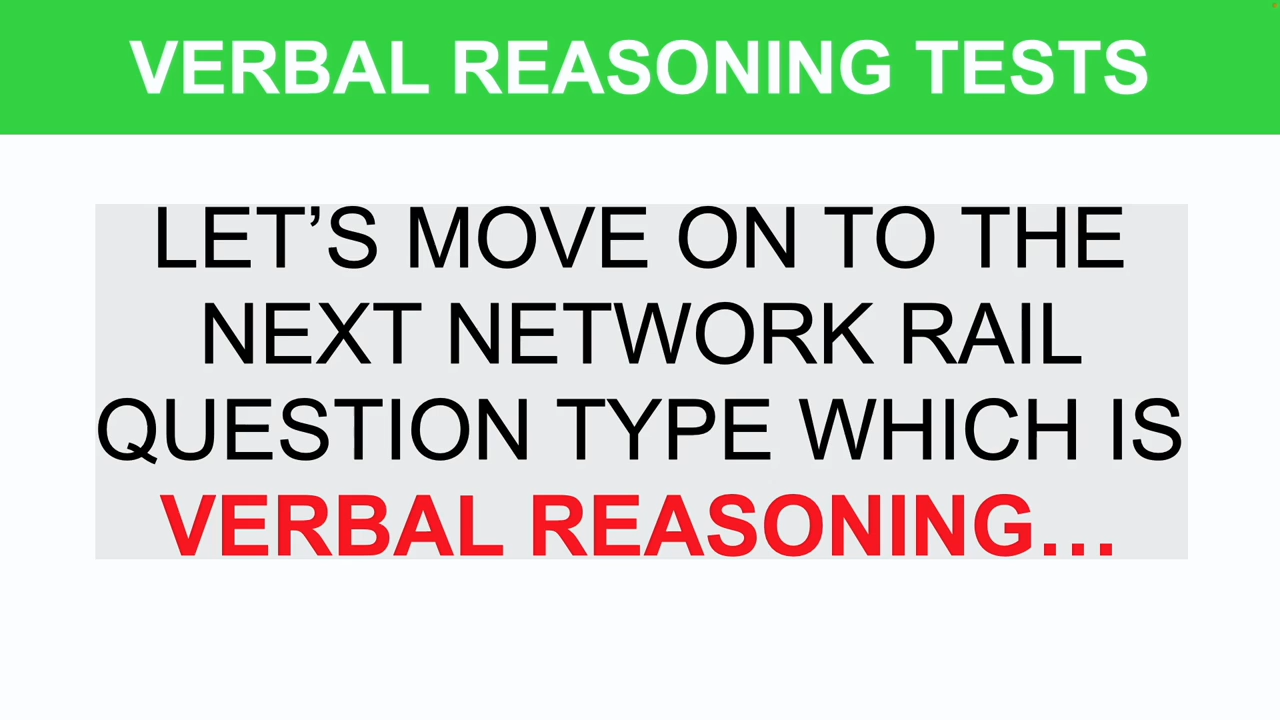 VERBAL REASONING TESTS
LET’S MOVE ON TO THE
NEXT NETWORK RAIL
QUESTION TYPE WHICH IS
VERBAL REASONING…